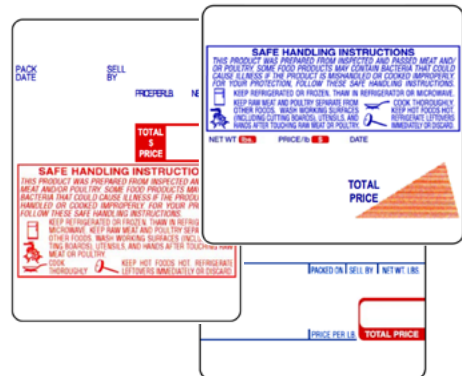 PACK
DATE
SELL
BY
PRICE PER LB.
NE
TOTAL
$
PRICE
SAFE HANDLING INSTRUCTIO
THIS PRODUCT WAS PREPARED FROM INSPECTED AN
MEAT AND/OR POULTRY. SOME FOOD PRODUCTS MA
BACTERIA THAT COULD CAUSE ILLNESS IF THE PRODU
HANDLED OR COOKED IMPROPERLY. FOR YOUR P
FOLLOW THESE SAFE HANDLING INSTRUCTIONS.
KEEP REFRIGERATED OR FROZEN. THAW IN REFRIG
MICROWAVE. KEEP RAW MEAT AND POULTRY SEPA
OTHER FOODS. WASH WORKING SURFACES (INCLU
TING BOARDS), UTENSILS, AND HANDS AFTER TOUCHING RAW
MEAT OR POULTRY.
COOK
THOROUGHLY
KEEP HOT FOODS HOT. REFRIGERATE
LEFTOVERS IMMEDIATELY OR DISCARD.
SAFE HANDLING INSTRUCTIONS
THIS PRODUCT WAS PREPARED FROM INSPECTED AND PASSED MEAT AND/
OR POULTRY. SOME FOOD PRODUCTS MAY CONTAIN BACTERIA THAT COULD
CAUSE ILLNESS IF THE PRODUCT IS MISHANDLED OR COOKED IMPROPERLY.
FOR YOUR PROTECTION, FOLLOW THESE SAFE HANDLING INSTRUCTIONS.
KEEP REFRIGERATED OR FROZEN. THAW IN REFRIGERATOR OR MICROWAVE.
KEEP RAW MEAT AND POULTRY SEPARATE FROM
OTHER FOODS. WASH WORKING SURFACES
(INCLUDING CUTTING BOARDS), UTENSILS, AND
HANDS AFTER TOUCHING RAW MEAT OR POULTRY.
COOK THOROUGHLY.
KEEP HOT FOODS HOT.
REFRIGERATE LEFTOVERS
IMMEDIATELY OR DISCARD.
NET WT lbs. PRICE/lb $ DATE
TOTAL
PRICE
PACKED ON SELL BY NET WT. LBS.
PRICE PER LB. TOTAL PRICE